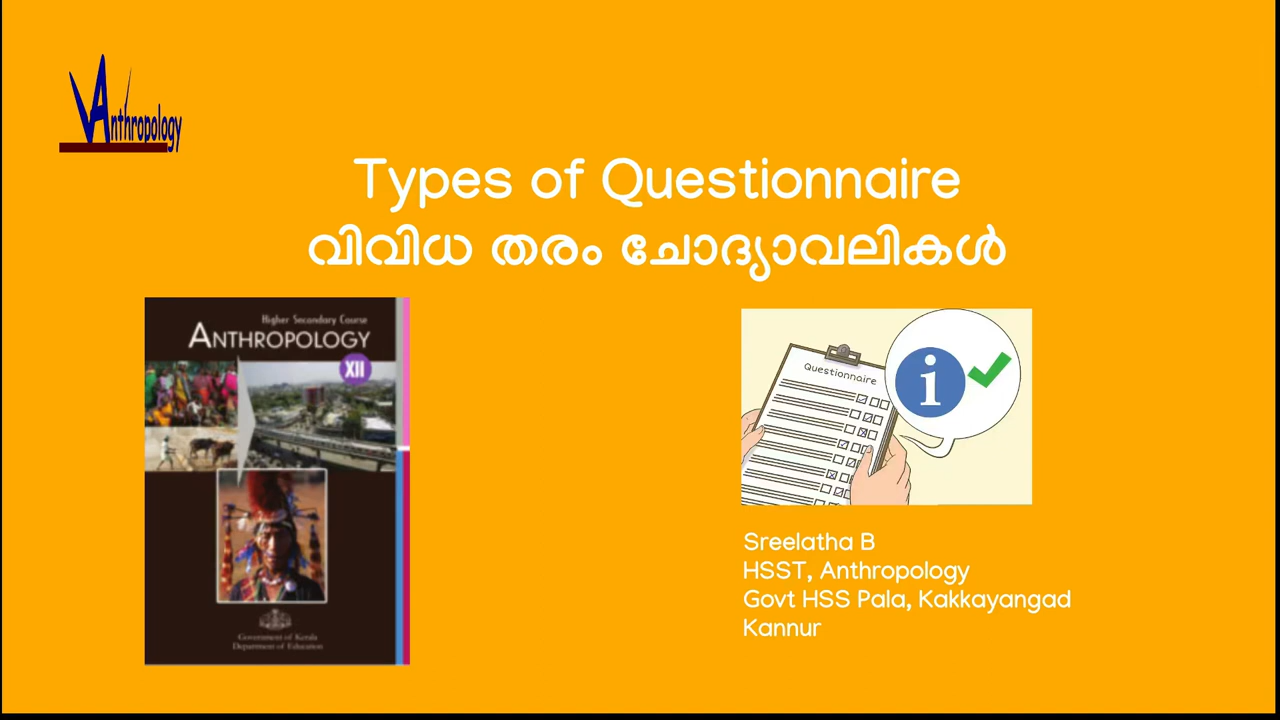 VAnthropology
Types of Questionnaire
വിവിധ തരം ചോദ്യാവലികൾ
Higher Secondary Course
ANTHROPOLOGY
XII
Government of Kerala
Department of Education
Questionnaire
i
Sreelatha B
HSST, Anthropology
Govt HSS Pala, Kakkayangad
Kannur